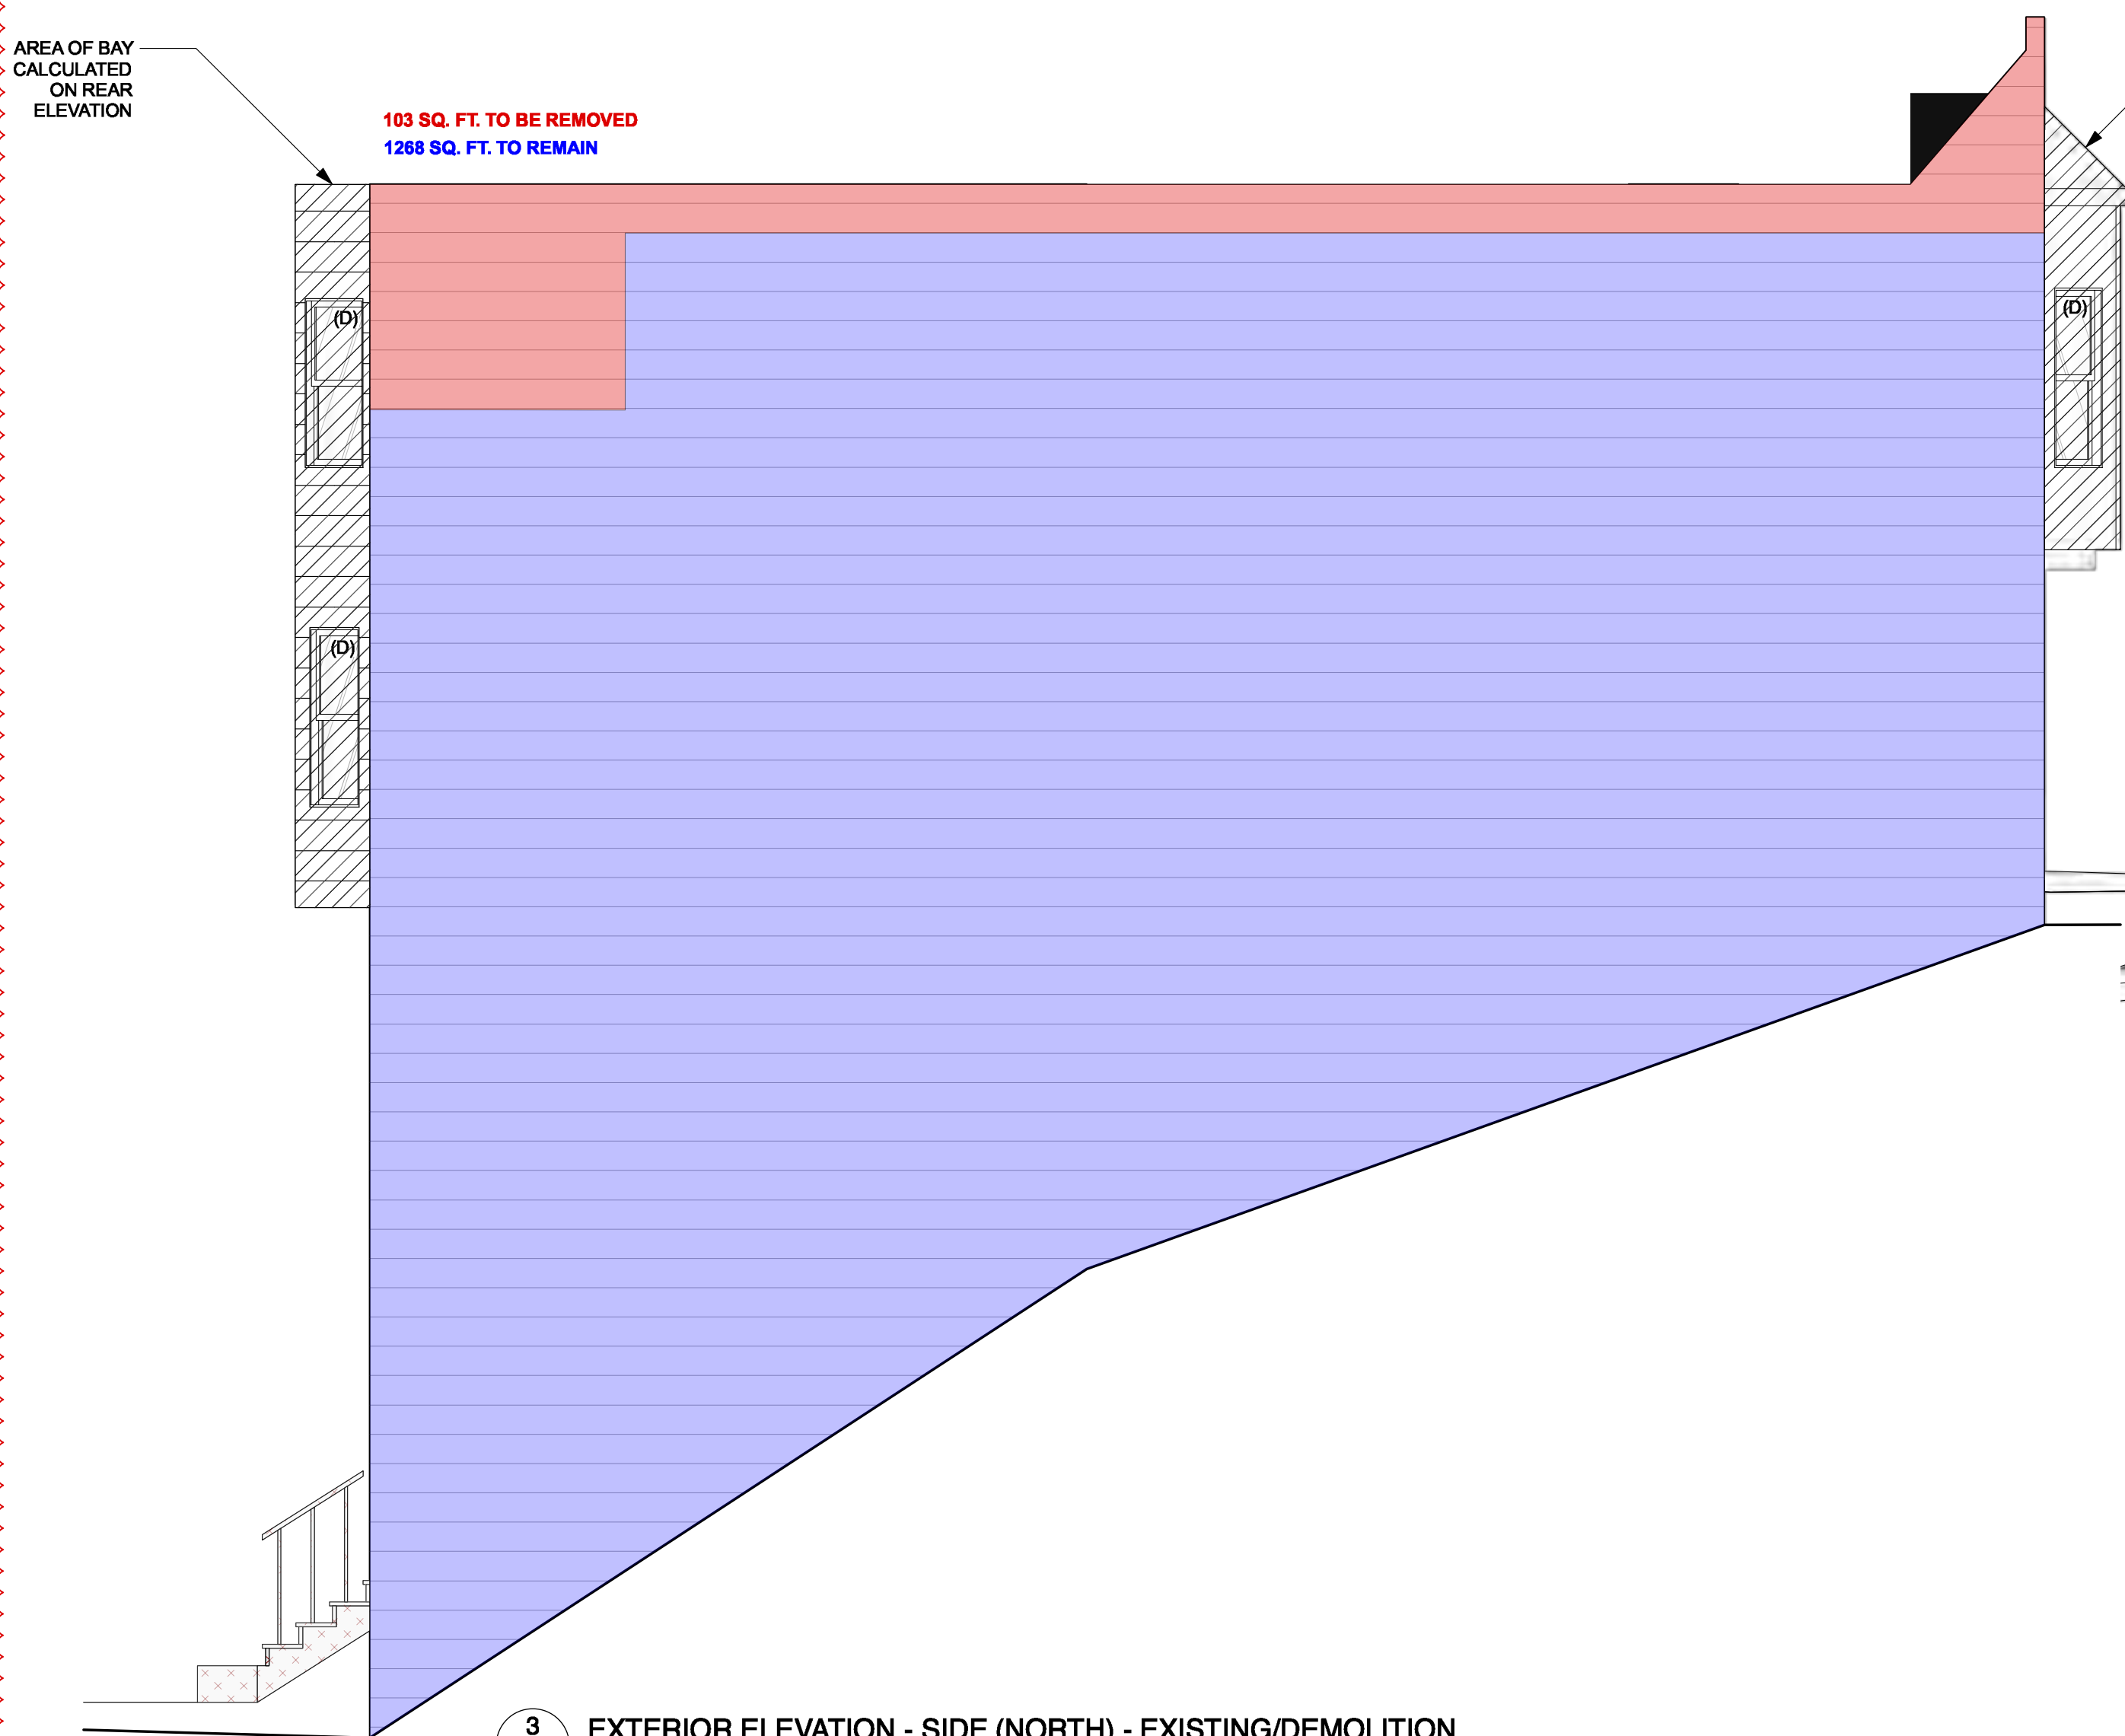 AREA OF BAY
CALCULATED
ON REAR
ELEVATION
103 SQ. FT. TO BE REMOVED
1268 SQ. FT. TO REMAIN
(D)
(D)
(D)
3
EXTERIOR ELEVATION - SIDE (NORTH) - EXISTING/DEMOLITION